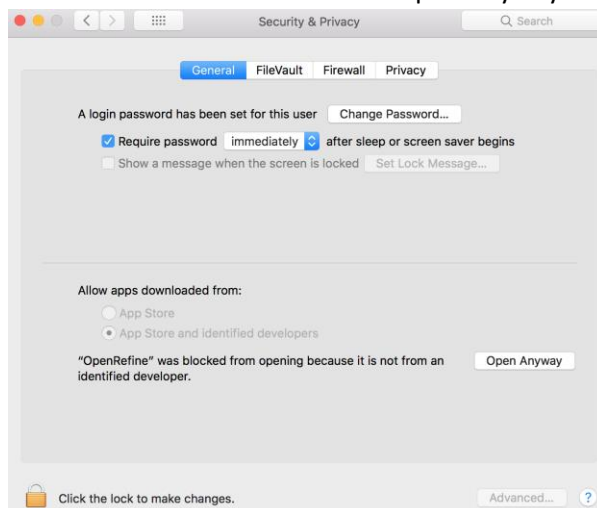 Security & Privacy
Search
General FileVault Firewall Privacy
A login password has been set for this user Change Password...
Require password immediately after sleep or screen saver begins
Show a message when the screen is locked Set Lock Message...
Allow apps downloaded from:
App Store
App Store and identified developers
“OpenRefine” was blocked from opening because it is not from an
identified developer.
Open Anyway
Click the lock to make changes.
Advanced...
?